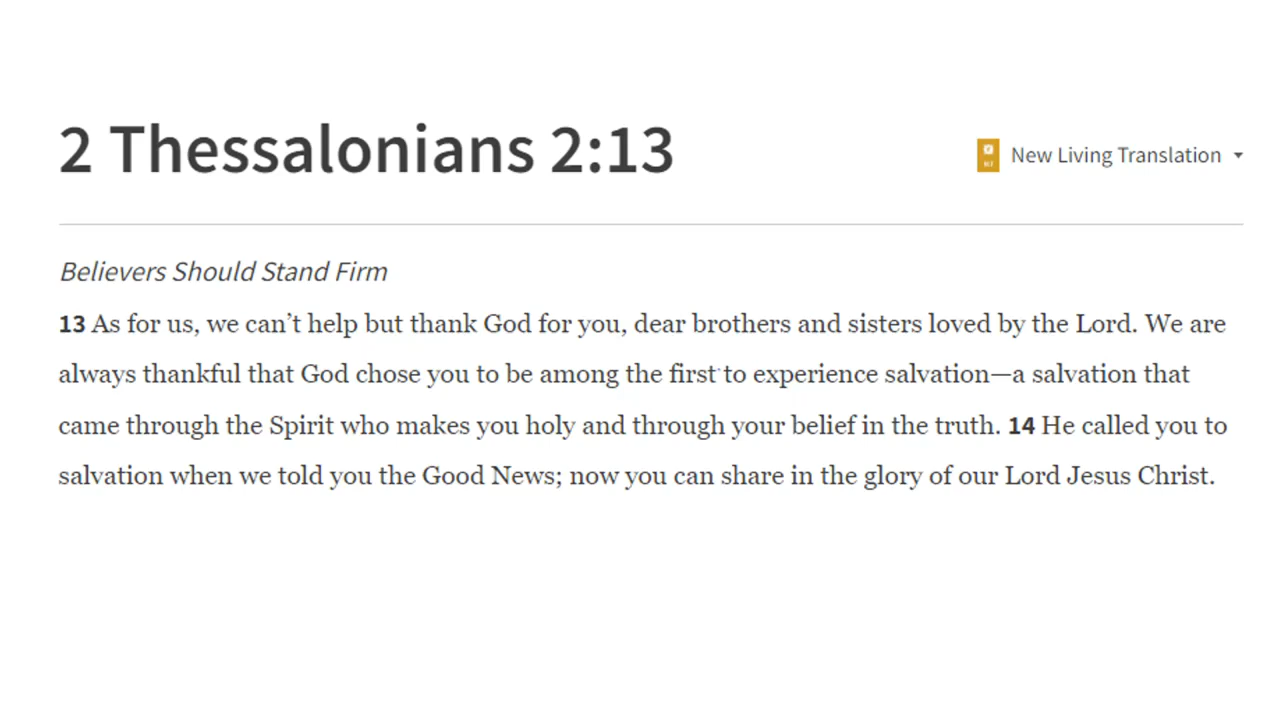 2 Thessalonians 2:13
New Living Translation
Believers Should Stand Firm
13 As for us, we can’t help but thank God for you, dear brothers and sisters loved by the Lord. We are
always thankful that God chose you to be among the first to experience salvation—a salvation that
came through the Spirit who makes you holy and through your belief in the truth. 14 He called you to
salvation when we told you the Good News; now you can share in the glory of our Lord Jesus Christ.